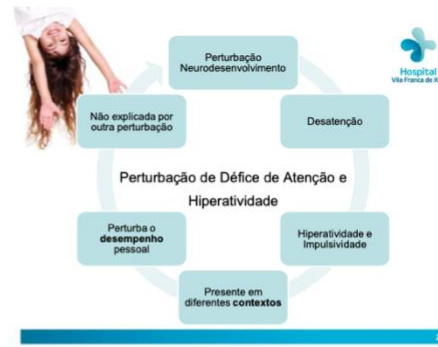 Perturbação
Neurodesenvolvimento
Hospital
Vila Franca de X
Não explicada por
outra perturbação
Desatenção
Perturbação de Défice de Atenção e
Hiperatividade
Perturba o
desempenho
pessoal
Hiperatividade e
Impulsividade
Presente em
diferentes contextos